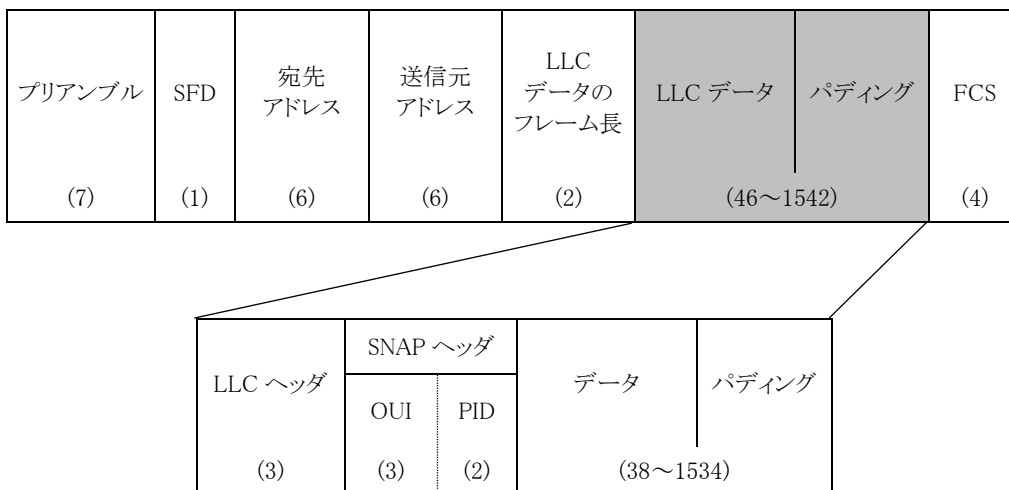 プリアンブル
(7)
SFD
(1)
宛先
アドレス
(6)
送信元
アドレス
(6)
LLC
データの
フレーム長
(2)
LLC データ
パディング
(46～1542)
FCS
(4)
LLC ヘッダ
(3)
SNAP ヘッダ
OUI
(3)
PID
(2)
データ
パディング
(38～1534)